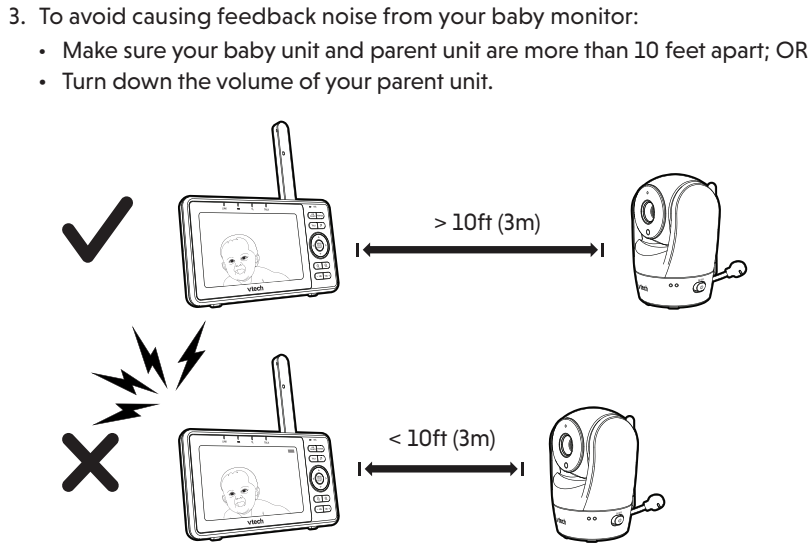 3. To avoid causing feedback noise from your baby monitor:
• Make sure your baby unit and parent unit are more than 10 feet apart; OR
• Turn down the volume of your parent unit.
> 10ft (3m)
vtech
vtech
< 10ft (3m)
vtech
vtech